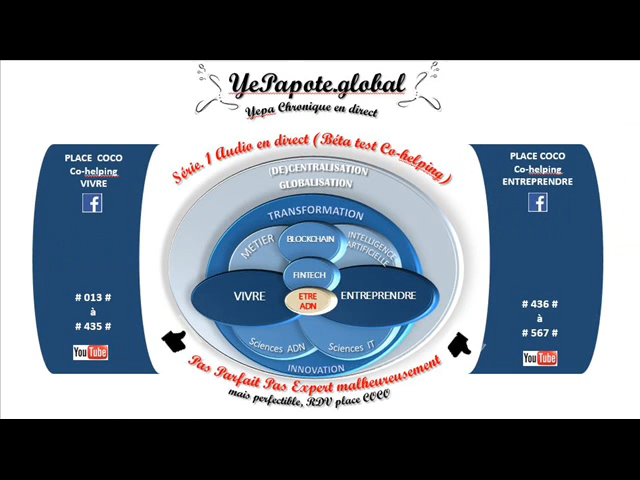 YePapote.global
Yepa Chronique en direct
Série, 1 Audio en direct ( Béta test Co-helping)
PLACE COCO
Co-helping
VIVRE
# 013 #
à
# 435 #
YouTube
(DE)CENTRALISATION
GLOBALISATION
TRANSFORMATION
METIER
BLOCKCHAIN
INTELLIGENCE
ARTIFICIELLE
FINTECH
VIVRE
ETRE
ADN
ENTREPRENDRE
Sciences ADN
Sciences IT
INNOVATION
PLACE COCO
Co-helping
ENTREPRENDRE
# 436 #
à
# 567 #
YouTube
Pas Parfait Pas Expert malheureusement
mais perfectible, RDV place COCO